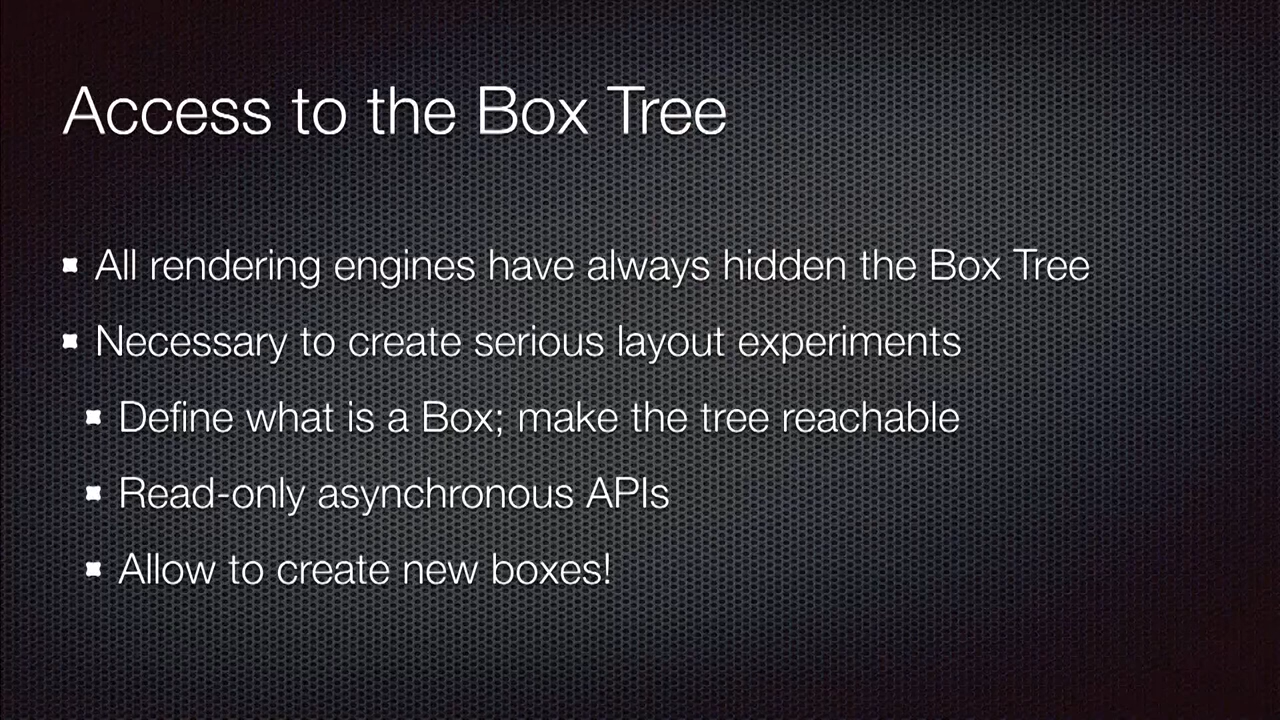 Access to the Box Tree
All rendering engines have always hidden the Box Tree
Necessary to create serious layout experiments
Define what is a Box; make the tree reachable
Read-only asynchronous APIs
Allow to create new boxes!